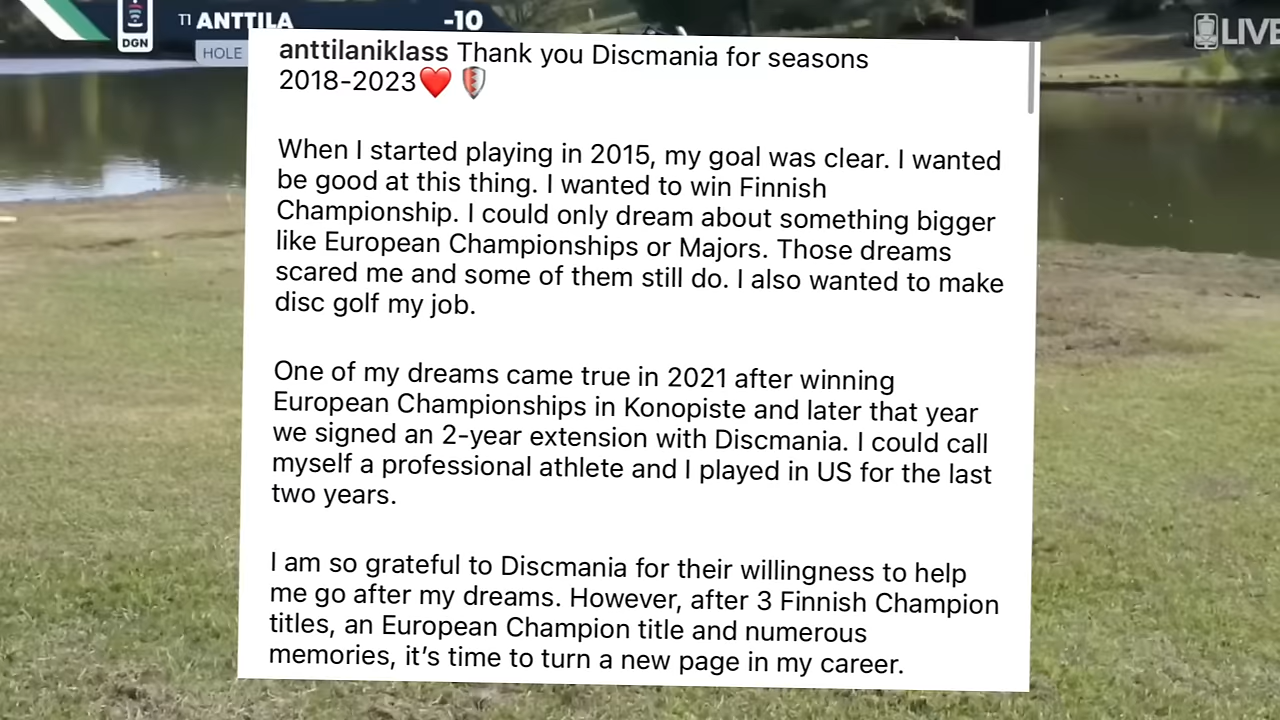 T1 ANTTILA -10
DGN
HOLE
LIVE
anttilaniklass Thank you Discmania for seasons
2018-2023❤️
When I started playing in 2015, my goal was clear. I wanted
be good at this thing. I wanted to win Finnish
Championship. I could only dream about something bigger
like European Championships or Majors. Those dreams
scared me and some of them still do. I also wanted to make
disc golf my job.
One of my dreams came true in 2021 after winning
European Championships in Konopiste and later that year
we signed an 2-year extension with Discmania. I could call
myself a professional athlete and I played in US for the last
two years.
I am so grateful to Discmania for their willingness to help
me go after my dreams. However, after 3 Finnish Champion
titles, an European Champion title and numerous
memories, it's time to turn a new page in my career.